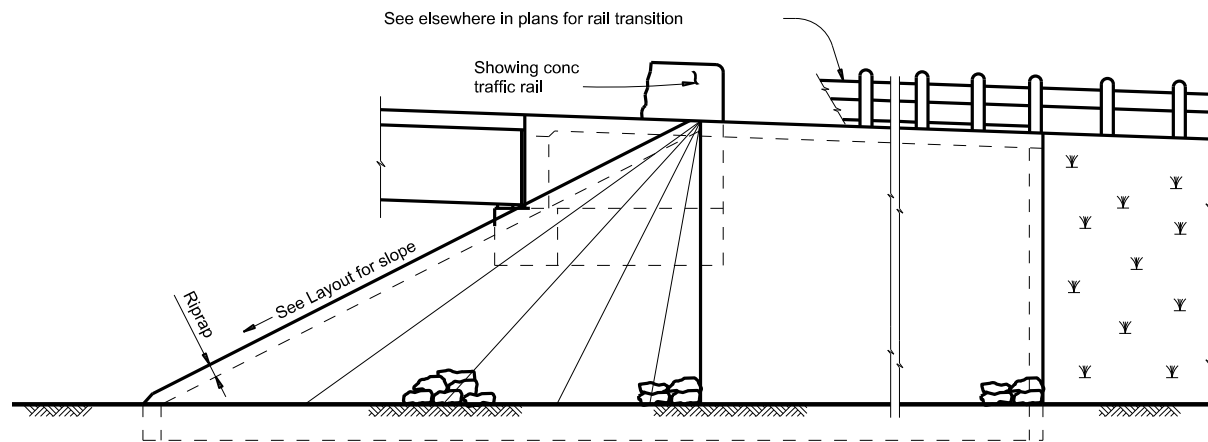 See elsewhere in plans for rail transition
Showing conc
traffic rail
See Layout for slope
Riprap